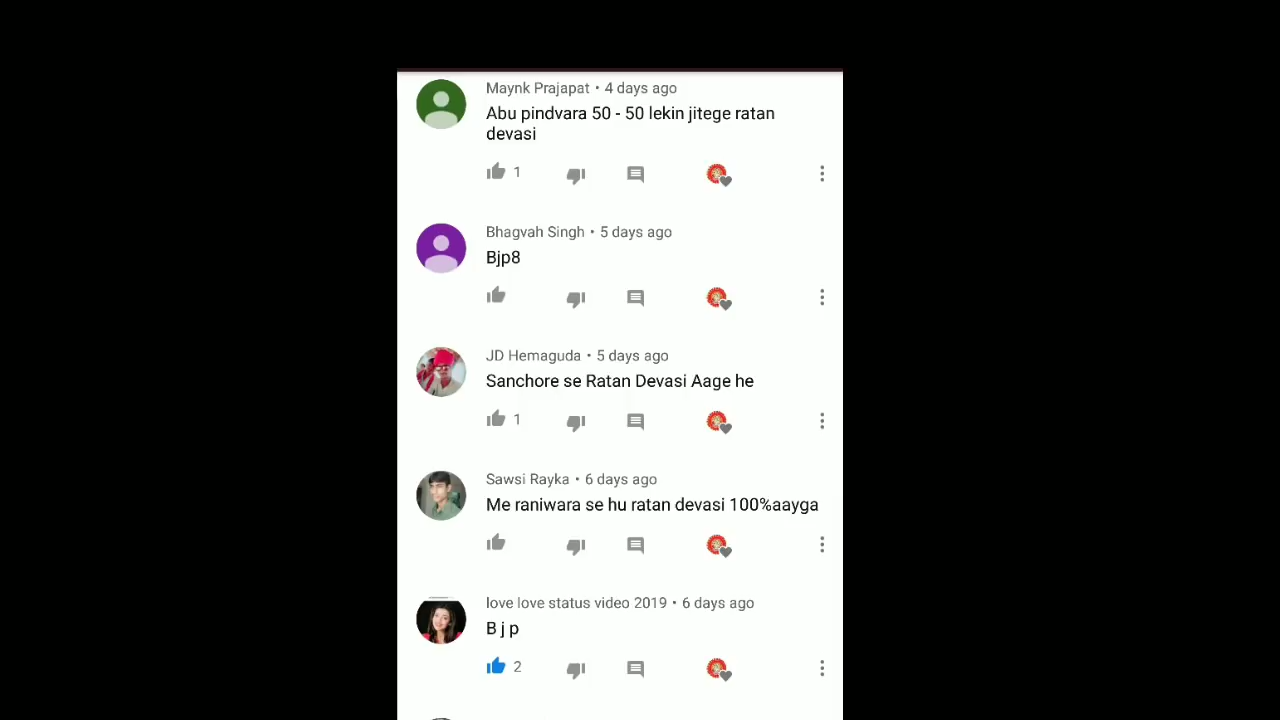 Maynk Prajapat • 4 days ago
Abu pindvara 50 - 50 lekin jitege ratan
devasi
1
Bhagvah Singh • 5 days ago
Bjp8
JD Hemaguda • 5 days ago
Sanchore se Ratan Devasi Aage he
1
Sawsi Rayka • 6 days ago
Me raniwara se hu ratan devasi 100%aayga
love love status video 2019 • 6 days ago
B j p
2